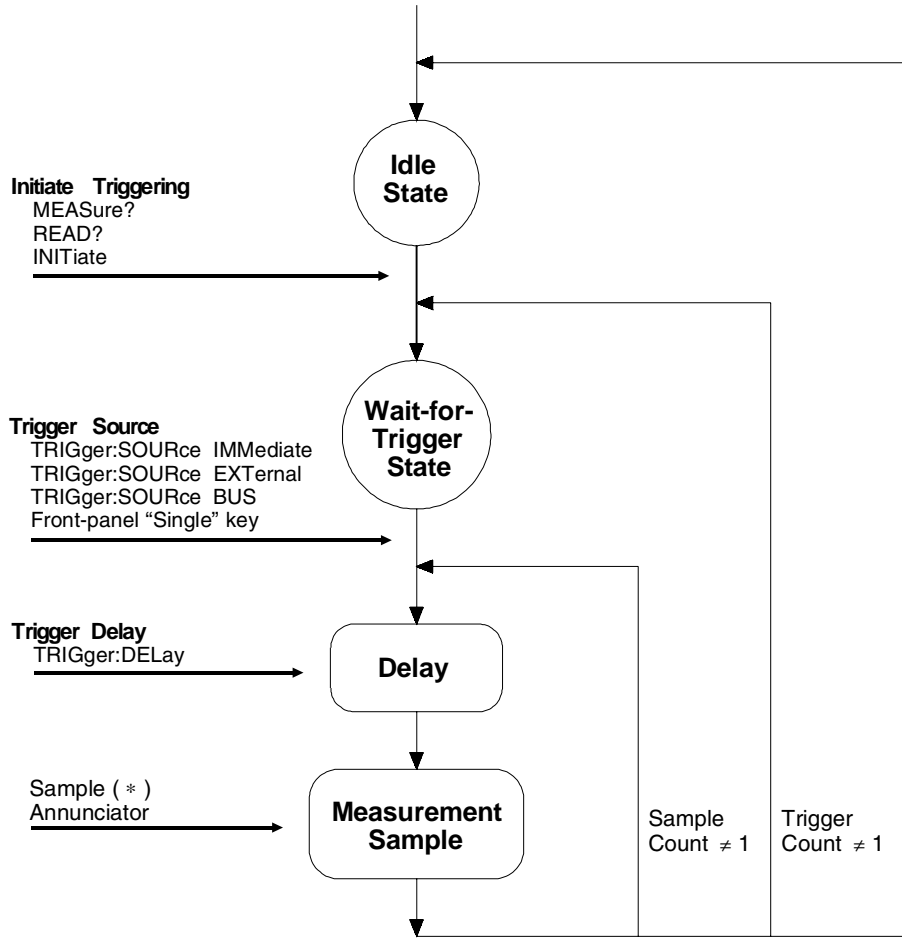 Idle
State
Initiate Triggering
MEASure?
READ?
INITiate
Wait-for-
Trigger
State
Trigger Source
TRIGger:SOURce IMMediate
TRIGger:SOURce EXTernal
TRIGger:SOURce BUS
Front-panel “Single” key
Trigger Delay
TRIGger:DELay
Delay
Sample ( * )
Annunciator
Measurement
Sample
Sample
Count ≠ 1
Trigger
Count ≠ 1